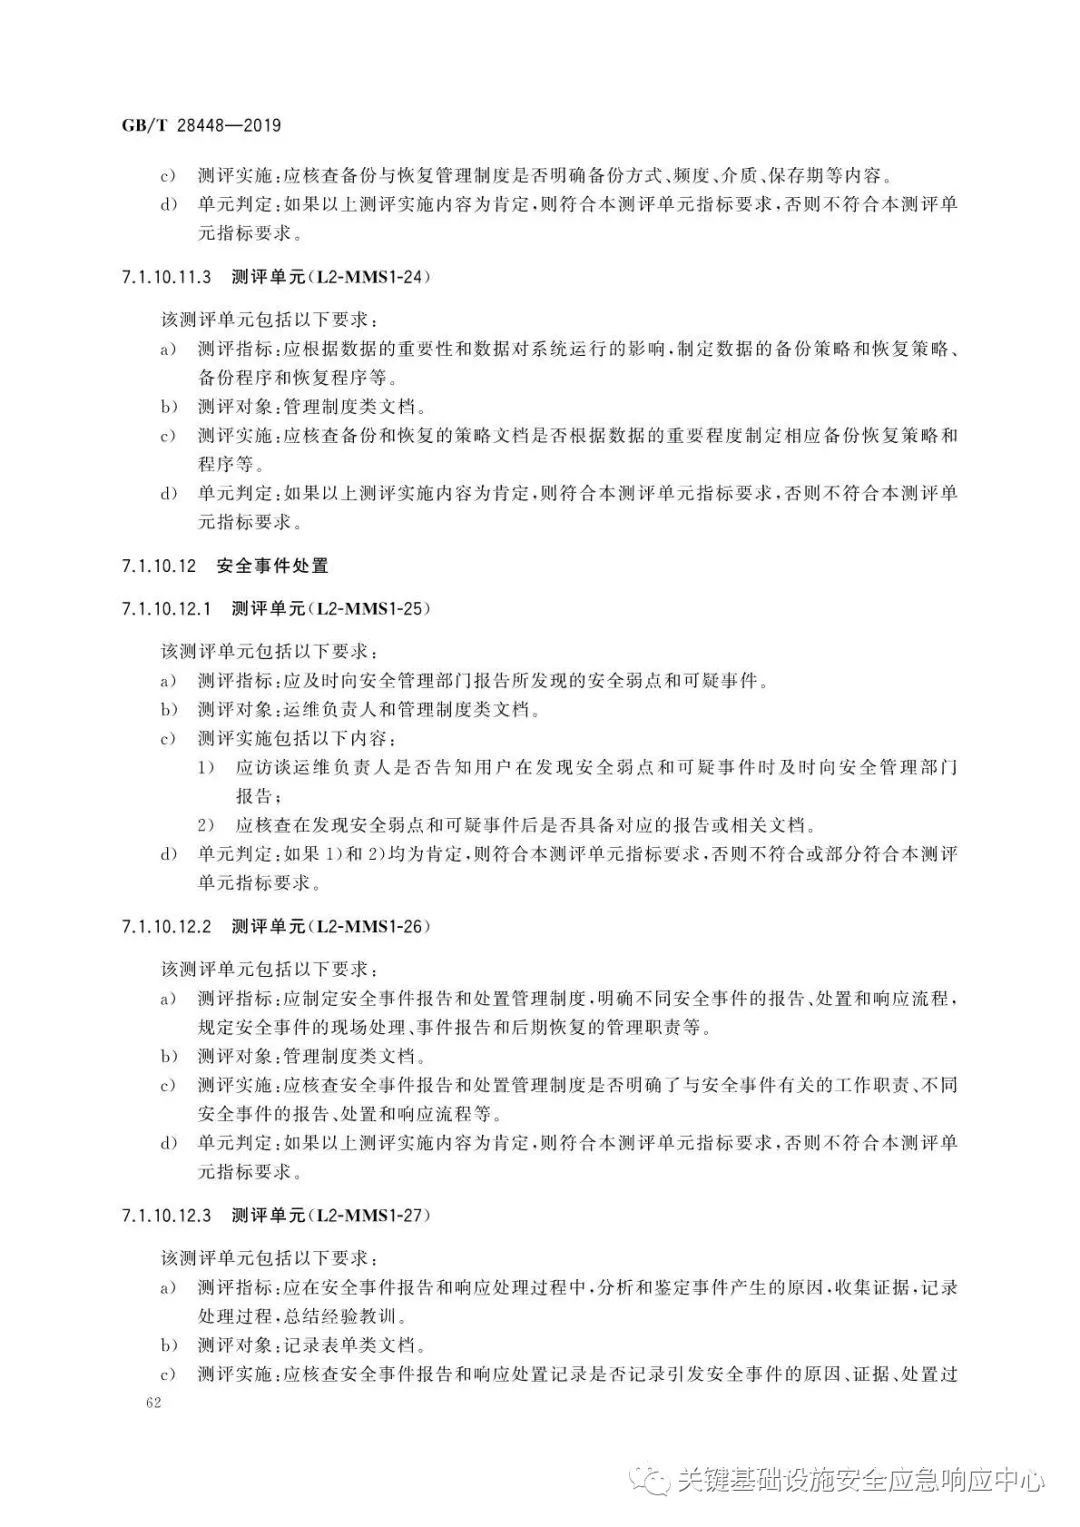 GB/T 28448—2019
c) 测评实施:应核查备份与恢复管理制度是否明确备份方式、频度、介质、保存期等内容。
d) 单元判定:如果以上测评实施内容为肯定,则符合本测评单元指标要求,否则不符合本测评单
元指标要求。
7.1.10.11.3 测评单元(L2-MMS1-24)
该测评单元包括以下要求:
a) 测评指标:应根据数据的重要性和数据对系统运行的影响,制定数据的备份策略和恢复策略、
备份程序和恢复程序等。
b) 测评对象:管理制度类文档。
c) 测评实施:应核查备份和恢复的策略文档是否根据数据的重要程度制定相应备份恢复策略和
程序等。
d) 单元判定:如果以上测评实施内容为肯定,则符合本测评单元指标要求,否则不符合本测评单
元指标要求。
7.1.10.12 安全事件处置
7.1.10.12.1 测评单元(L2-MMS1-25)
该测评单元包括以下要求:
a) 测评指标:应及时向安全管理部门报告所发现的安全弱点和可疑事件。
b) 测评对象:运维负责人和管理制度类文档。
c) 测评实施包括以下内容:
1) 应访谈运维负责人是否告知用户在发现安全弱点和可疑事件时及时向安全管理部门
报告;
2) 应核查在发现安全弱点和可疑事件后是否具备对应的报告或相关文档。
d) 单元判定:如果 1)和 2)均为肯定,则符合本测评单元指标要求,否则不符合或部分符合本测评
单元指标要求。
7.1.10.12.2 测评单元(L2-MMS1-26)
该测评单元包括以下要求:
a) 测评指标:应制定安全事件报告和处置管理制度,明确不同安全事件的报告、处置和响应流程,
规定安全事件的现场处理、事件报告和后期恢复的管理职责等。
b) 测评对象:管理制度类文档。
c) 测评实施:应核查安全事件报告和处置管理制度是否明确了与安全事件有关的工作职责、不同
安全事件的报告、处置和响应流程等。
d) 单元判定:如果以上测评实施内容为肯定,则符合本测评单元指标要求,否则不符合本测评单
元指标要求。
7.1.10.12.3 测评单元(L2-MMS1-27)
该测评单元包括以下要求:
a) 测评指标:应在安全事件报告和响应处理过程中,分析和鉴定事件产生的原因,收集证据,记录
处理过程,总结经验教训。
b) 测评对象:记录表单类文档。
c) 测评实施:应核查安全事件报告和响应处置记录是否记录引发安全事件的原因、证据、处置过
62
关键基础设施安全应急响应中心